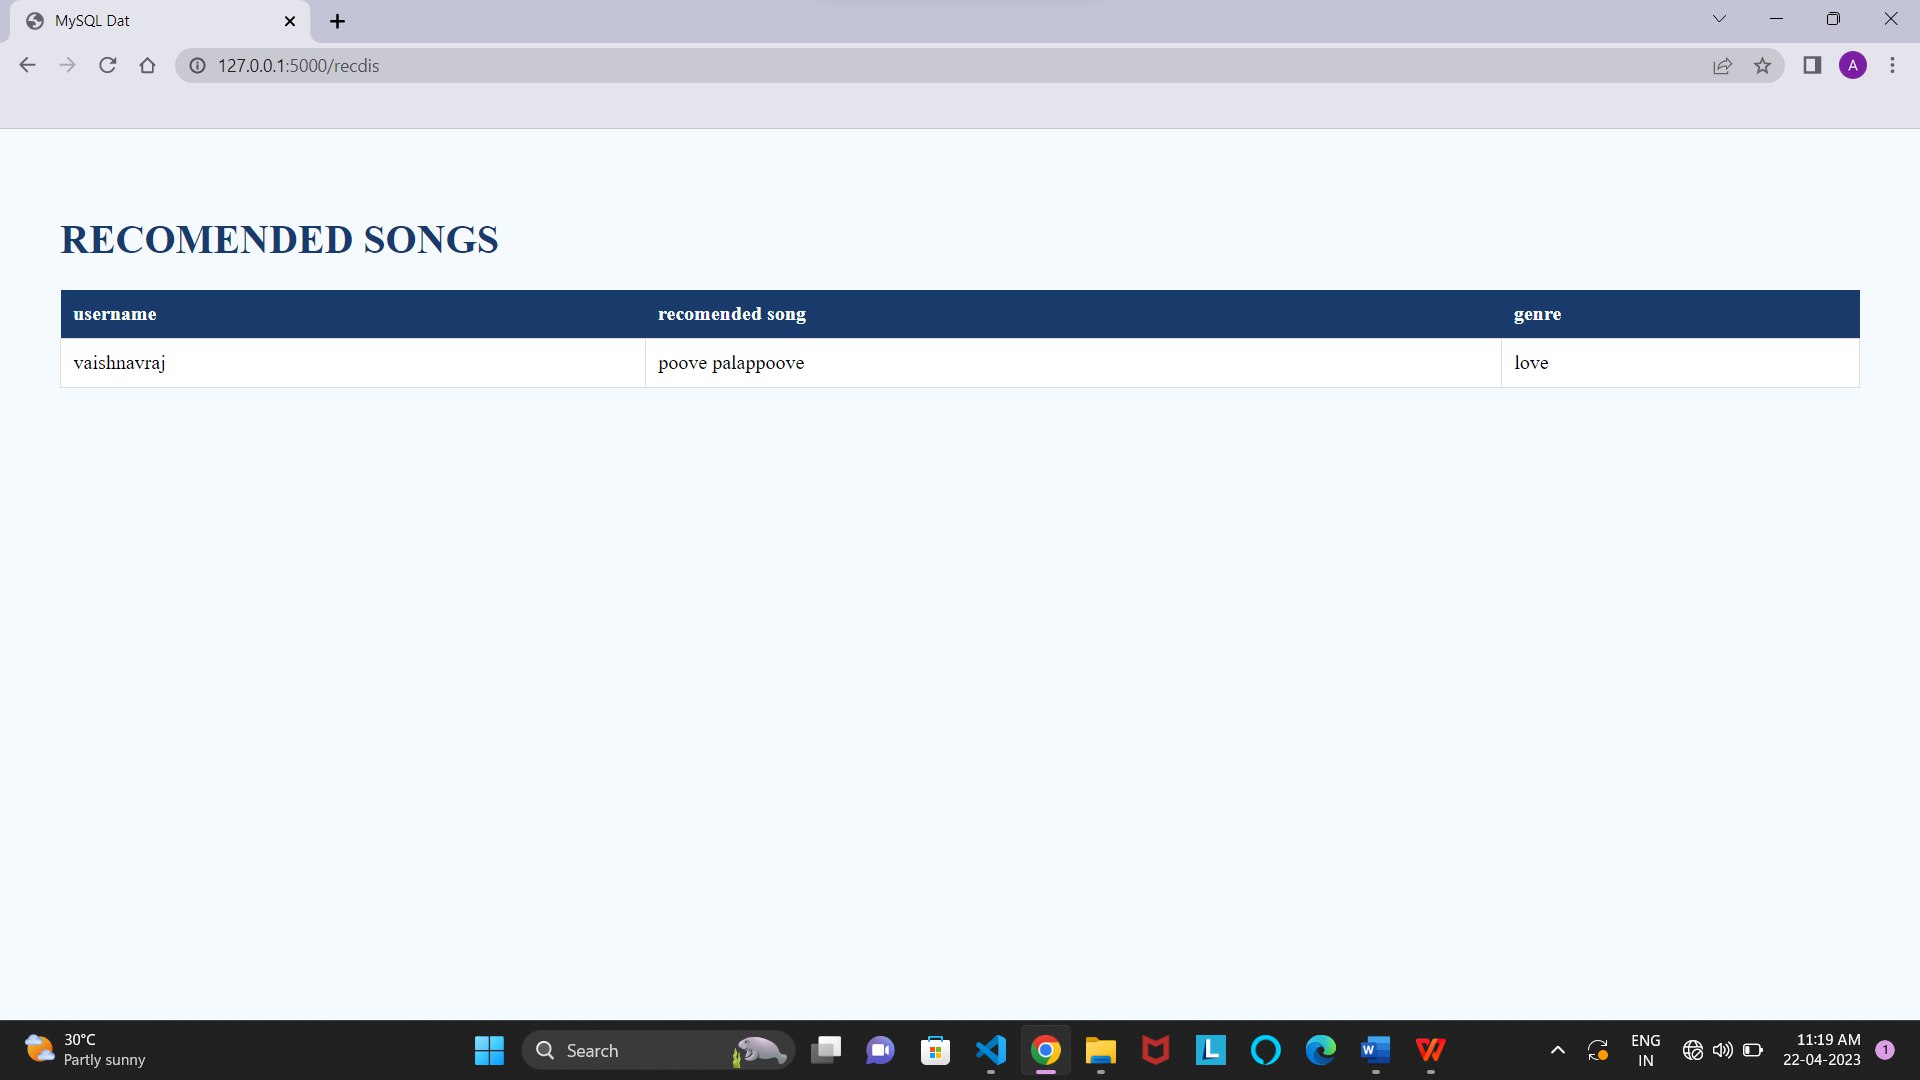 MySQL Dat
127.0.0.1:5000/recdis
A
RECOMENDED SONGS
username recomended song genre
vaishnavraj poove palappoove love
30°C
Partly sunny
Search
L
W
ENG
IN
11:19 AM
22-04-2023
1